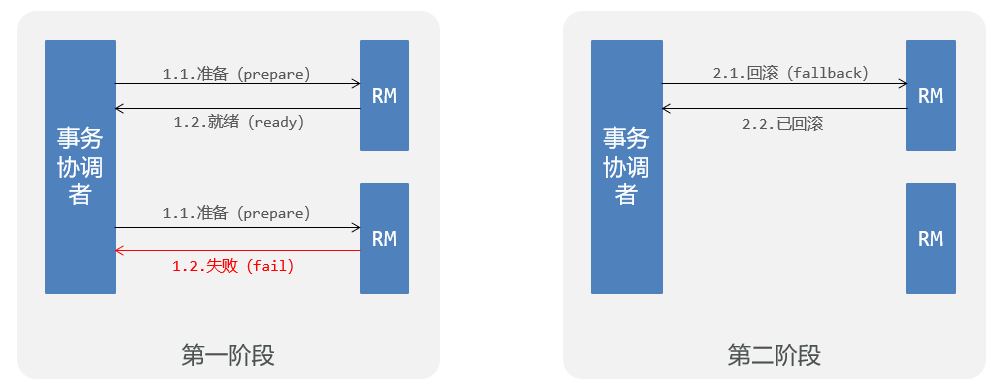 事务
协调
者
1.1.准备（prepare）
RM
1.2.就绪（ready）
1.1.准备（prepare）
RM
1.2.失败（fail）
第一阶段
事务
协调
者
2.1.回滚（fallback）
RM
2.2.已回滚
RM
第二阶段